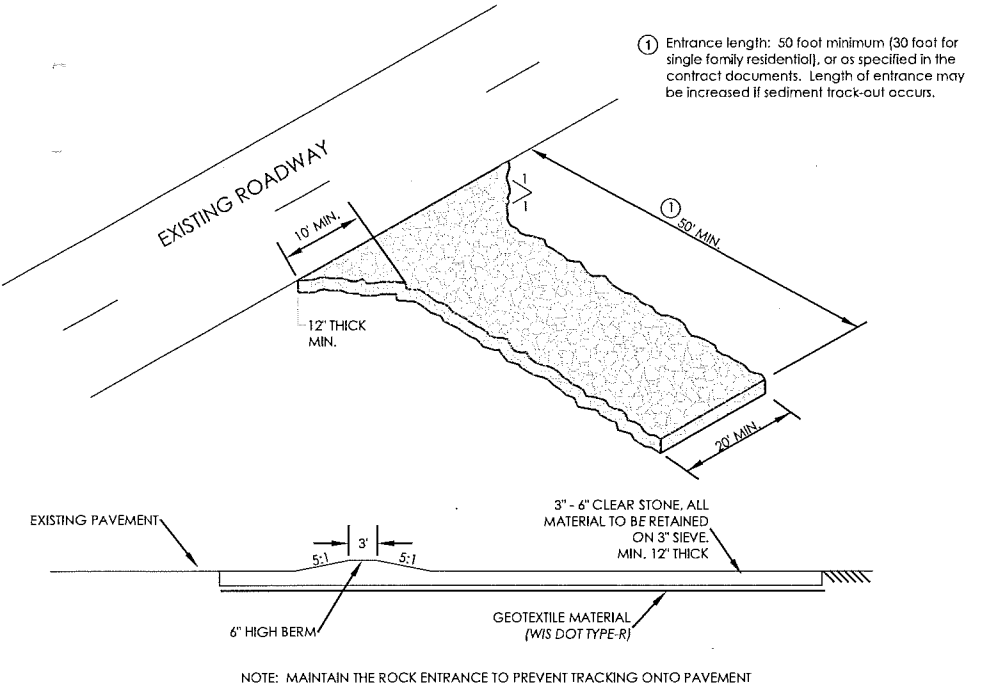 ① Entrance length: 50 foot minimum (30 foot for
single family residential), or as specified in the
contract documents. Length of entrance may
be increased if sediment track-out occurs.
EXISTING ROADWAY
10' MIN.
1
1
①
50' MIN.
12" THICK
MIN.
20' MIN.
3" - 6" CLEAR STONE, ALL
MATERIAL TO BE RETAINED
ON 3" SIEVE.
MIN. 12" THICK
EXISTING PAVEMENT
5:1
3'
5:1
6" HIGH BERM
GEOTEXTILE MATERIAL
(WIS DOT TYPE-R)
NOTE: MAINTAIN THE ROCK ENTRANCE TO PREVENT TRACKING ONTO PAVEMENT